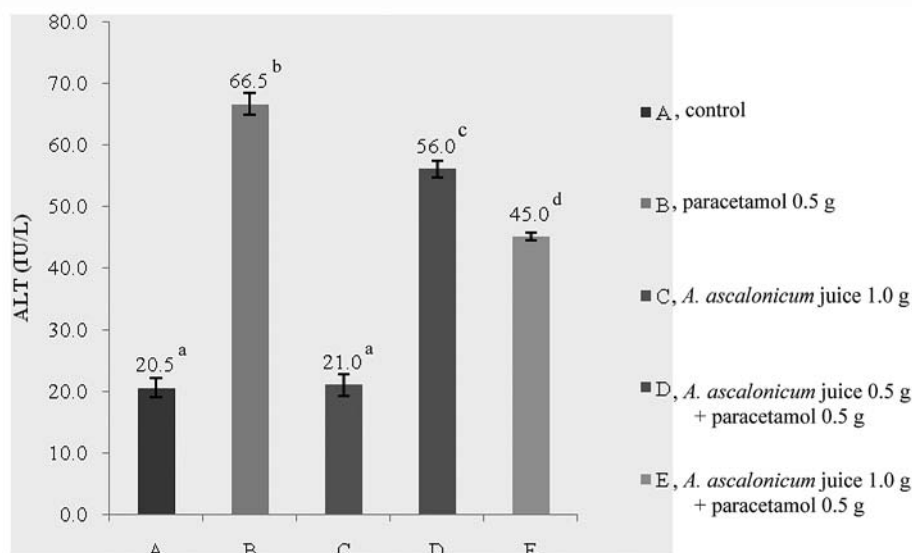 80.0
70.0
60.0
50.0
40.0
30.0
20.0
10.0
0.0
ALT (IU/L)
20.5 a
66.5 b
21.0 a
56.0 c
45.0 d
A B C D E
A, control
B, paracetamol 0.5 g
C, A. ascalonicum juice 1.0 g
D, A. ascalonicum juice 0.5 g
+ paracetamol 0.5 g
E, A. ascalonicum juice 1.0 g
+ paracetamol 0.5 g